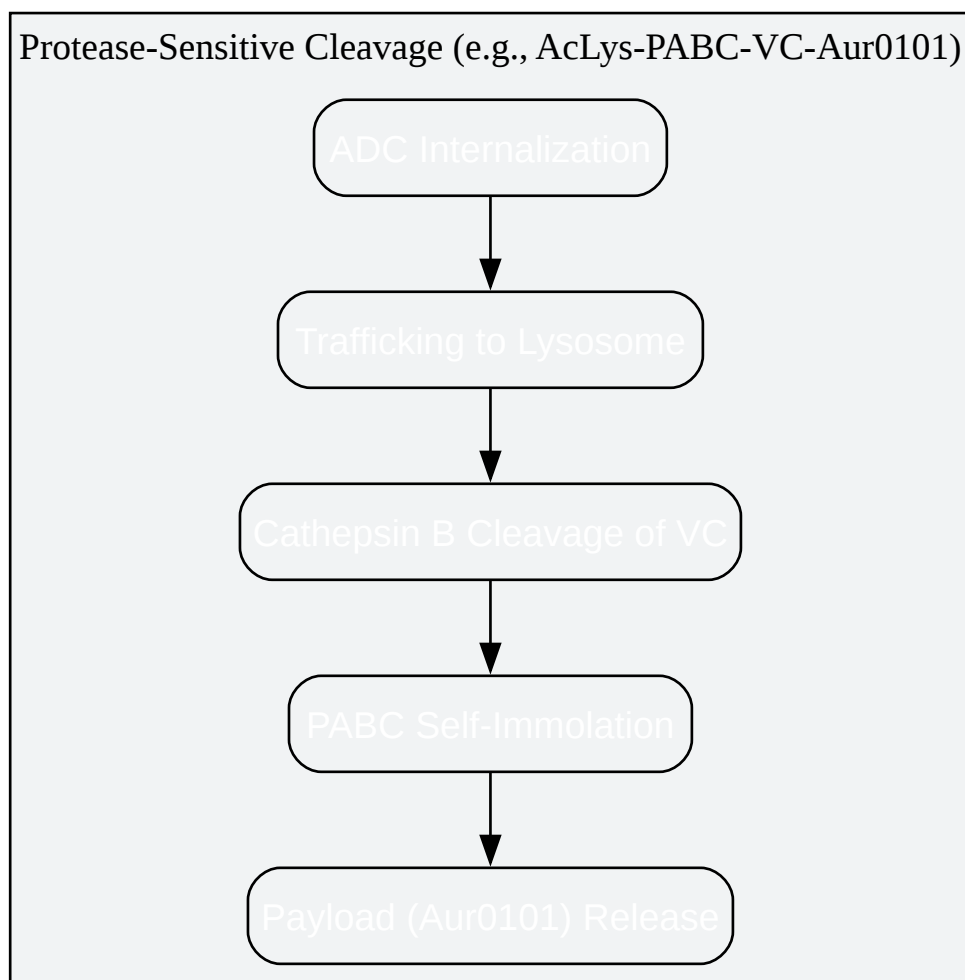 Protease-Sensitive Cleavage (e.g., AcLys-PABC-VC-Aur0101)
ADC Internalization
Trafficking to Lysosome
Cathepsin B Cleavage of VC
PABC Self-Immolation
Payload (Aur0101) Release